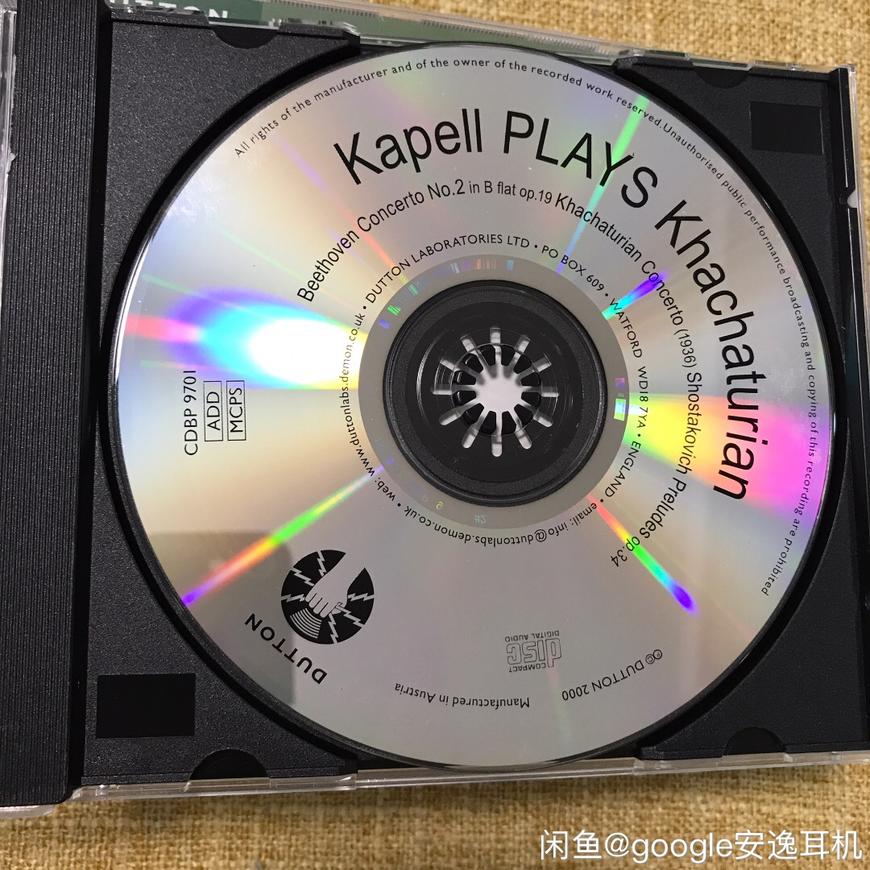 DUTTON
All rights of the manufacturer and of the owner of the recorded work reserved. Unauthorised public performance broadcasting and copying of this recording are prohibited
Kapell PLAYS Khachaturian
Beethoven Concerto No.2 in B flat op.19 Khachaturian Concerto (1936) Shostakovich Preludes op.34
• DUTTON LABORATORIES LTD • PO BOX 609 • WATFORD WD18 7YA • ENGLAND • email: info@duttonlabs.demon.co.uk • web: www.duttonlabs.demon.co.uk
CDBP 9701
ADD
MCPS
DUTTON
COMPACT
disc
DIGITAL AUDIO
Manufactured in Austria
©© DUTTON 2000
闲鱼@google安逸耳机